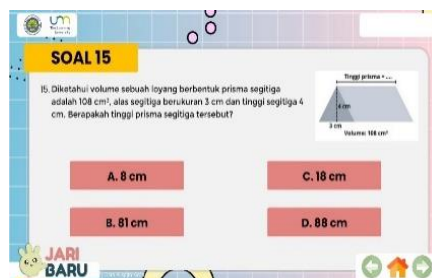 SOAL 15
15. Diketahui volume sebuah loyang berbentuk prisma segitiga
adalah 108 cm³, alas segitiga berukuran 3 cm dan tinggi segitiga 4
cm. Berapakah tinggi prisma segitiga tersebut?
Tinggi prisma = ....
4 cm
3 cm
Volume: 108 cm³
A. 8 cm
C. 18 cm
B. 81 cm
D. 88 cm
JARI
BARU